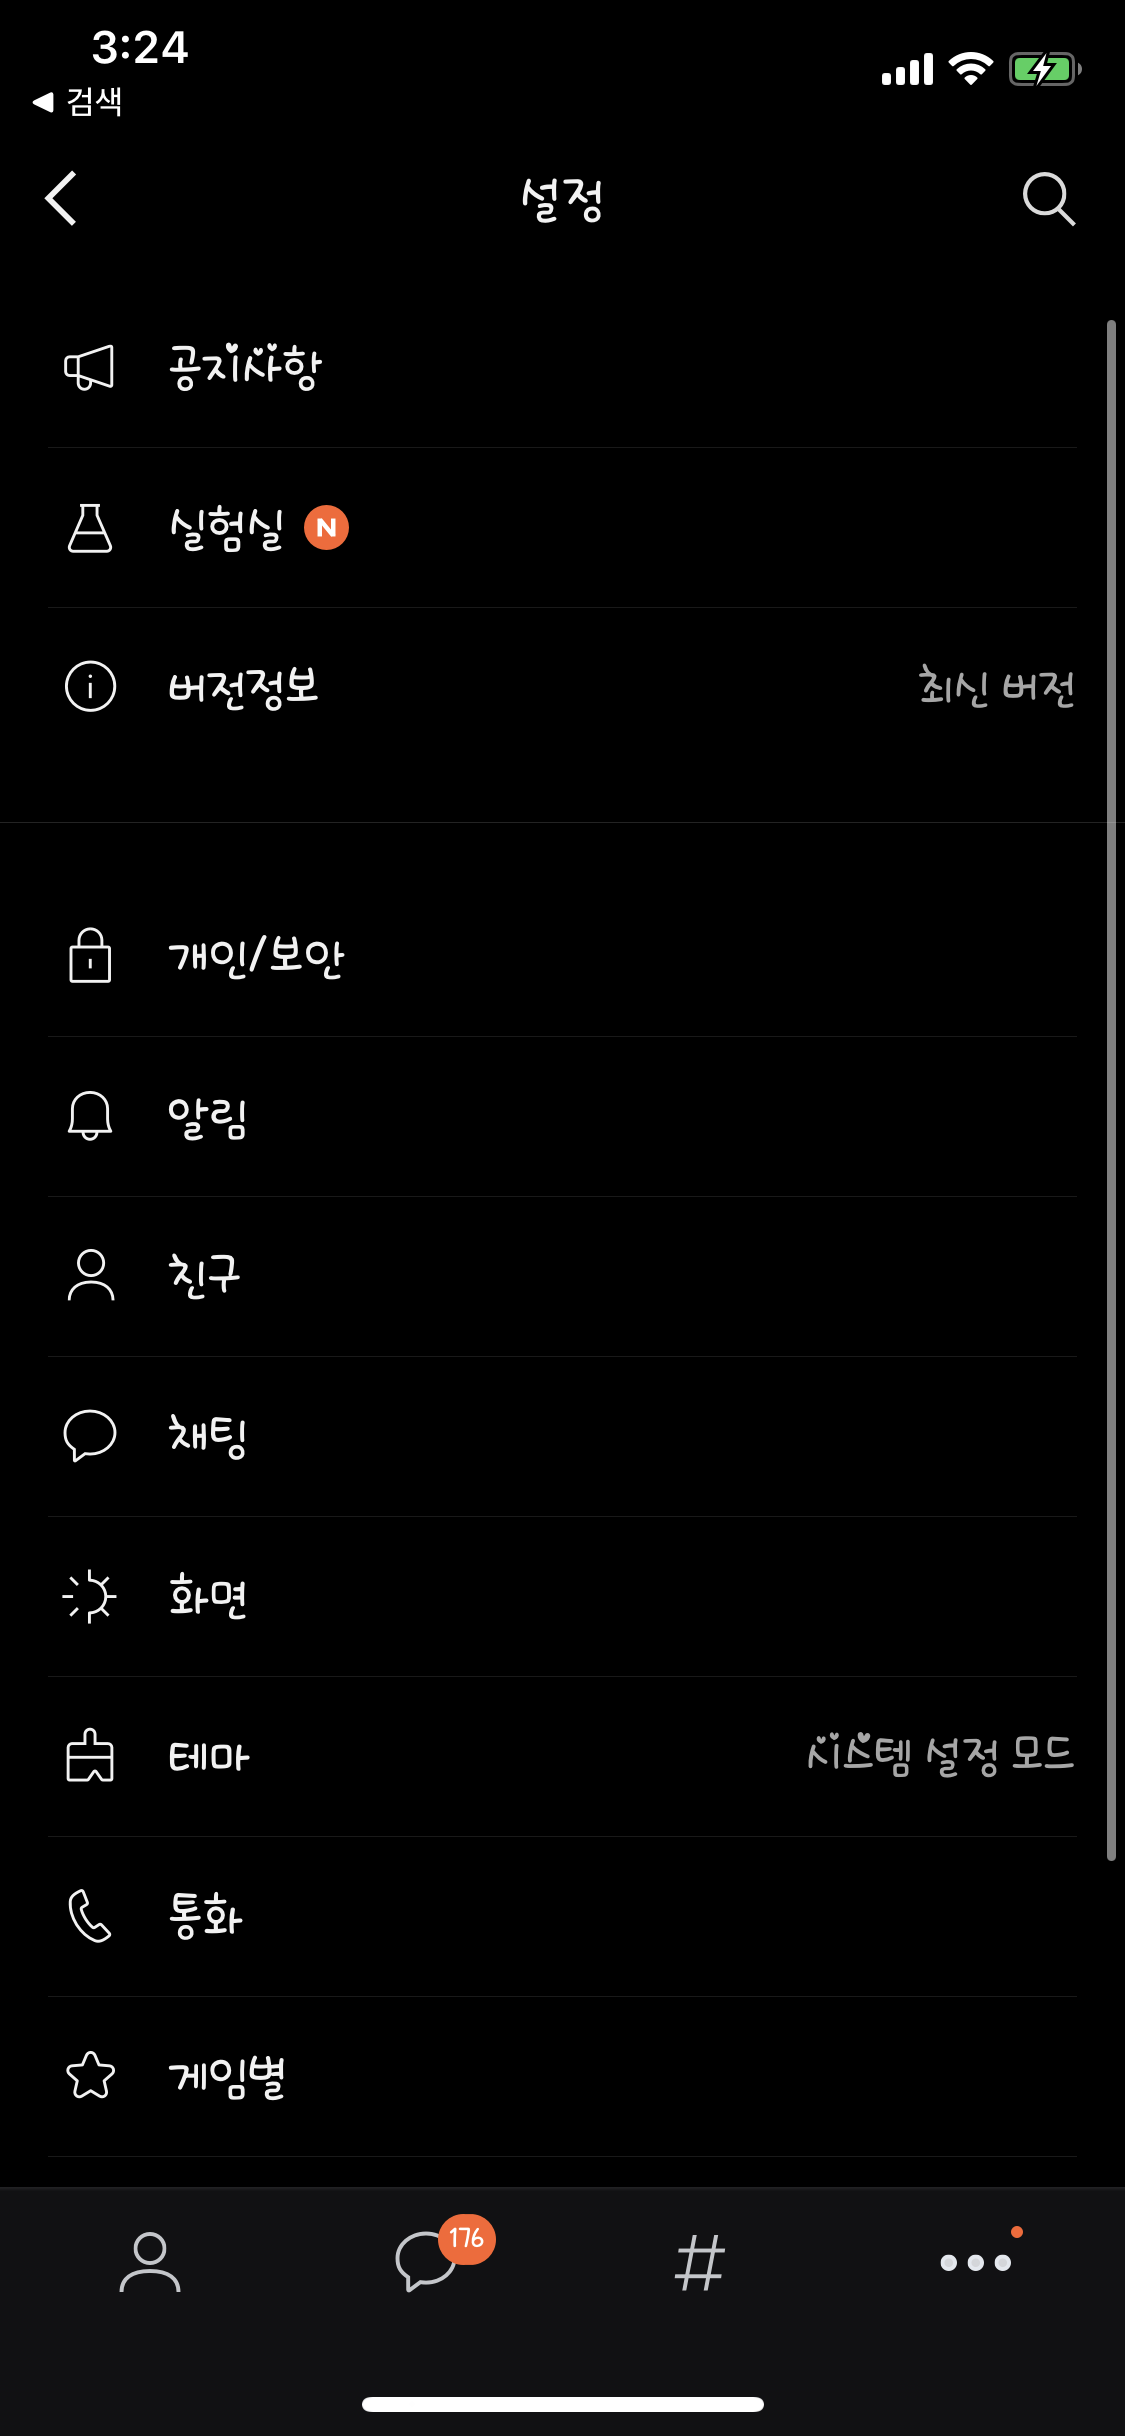 3:24
◀ 검색
설정
공지사항
실험실 N
버전정보 최신 버전
개인/보안
알림
친구
채팅
화면
테마 시스템 설정 모드
통화
게임별
176